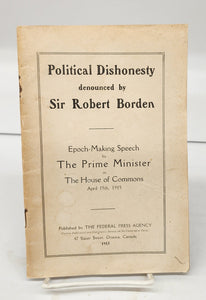 Political Dishonesty
denounced by
Sir Robert Borden
Epoch-Making Speech
by
The Prime Minister
in
The House of Commons
April 15th, 1915
Published by THE FEDERAL PRESS AGENCY
47 Slater Street, Ottawa, Canada
1915